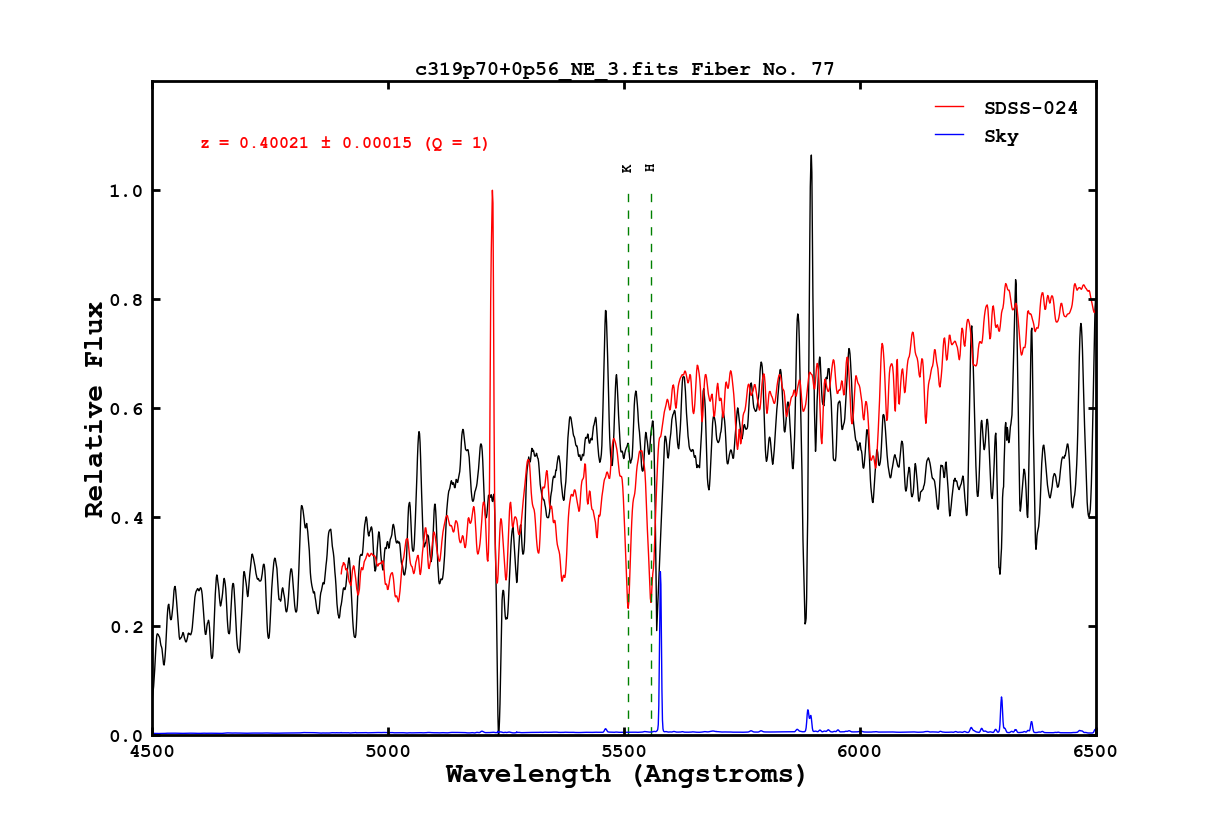 c319p70+0p56_NE_3.fits Fiber No. 77
SDSS-024
Sky
z = 0.40021 ± 0.00015 (Q = 1)
K
H
1.0
0.8
0.6
0.4
0.2
0.0
Relative Flux
4500
5000
5500
6000
6500
Wavelength (Angstroms)